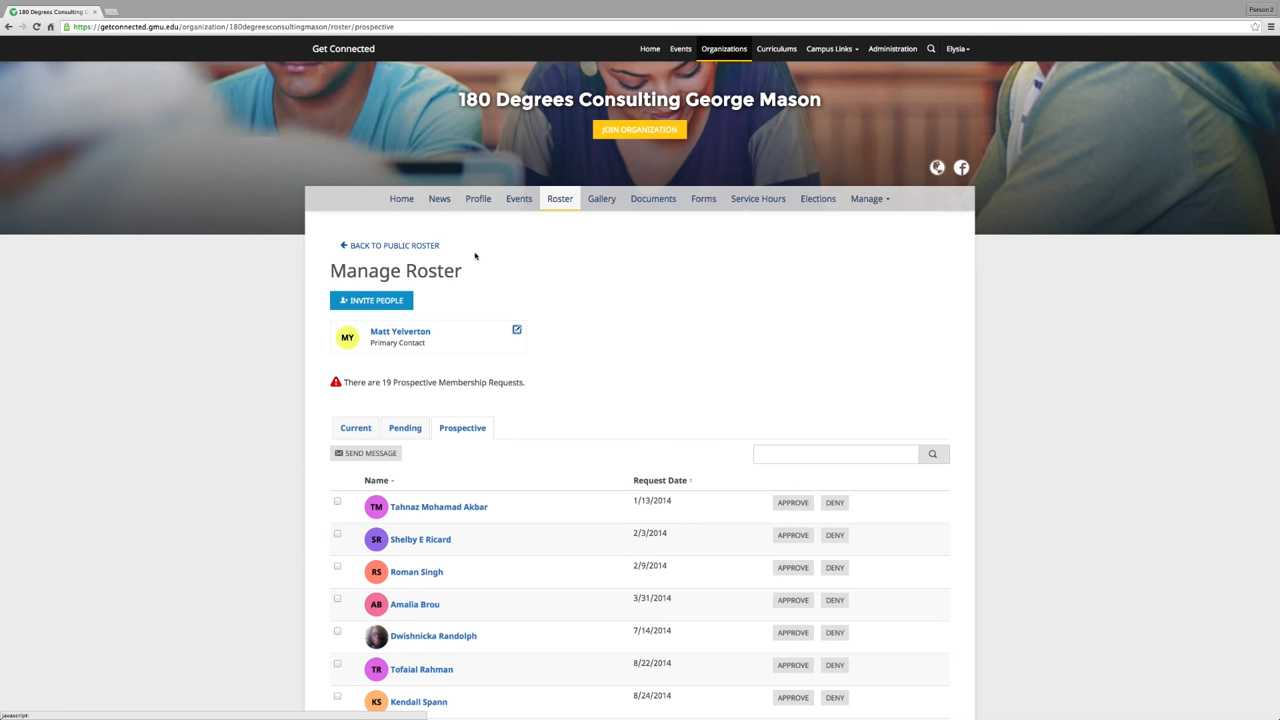 180 Degrees Consulting G
Person 2
https://getconnected.gmu.edu/organization/180degreesconsultingmason/roster/prospective
Get Connected
Home Events Organizations Curriculums Campus Links Administration Elysia
180 Degrees Consulting George Mason
JOIN ORGANIZATION
Home News Profile Events Roster Gallery Documents Forms Service Hours Elections Manage
BACK TO PUBLIC ROSTER
Manage Roster
INVITE PEOPLE
MY Matt Yelverton
Primary Contact
There are 19 Prospective Membership Requests.
Current Pending Prospective
SEND MESSAGE
Name Request Date
TM Tahnaz Mohamad Akbar 1/13/2014 APPROVE DENY
SR Shelby E Ricard 2/3/2014 APPROVE DENY
RS Roman Singh 2/9/2014 APPROVE DENY
AB Amalia Brou 3/31/2014 APPROVE DENY
Dwishnicka Randolph 7/14/2014 APPROVE DENY
TR Tofaial Rahman 8/22/2014 APPROVE DENY
KS Kendall Spann 8/24/2014 APPROVE DENY
javascript: